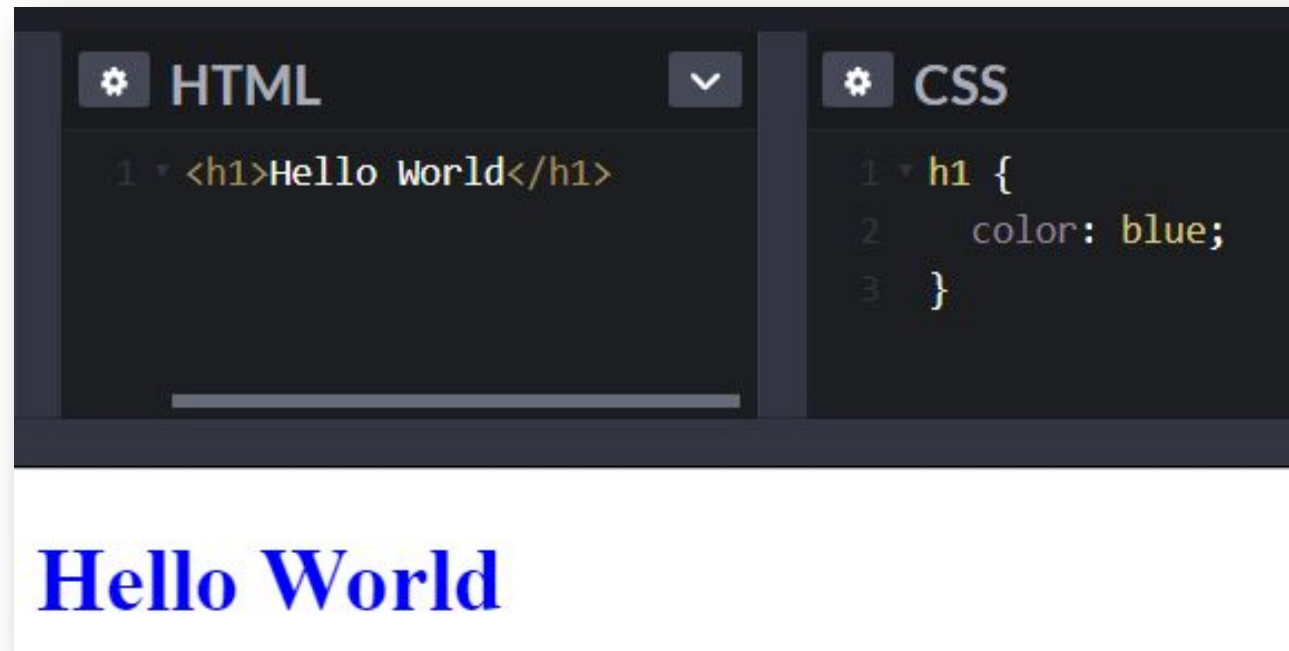 HTML
1 <h1>Hello World</h1>
CSS
1 h1 {
2   color: blue;
3 }
Hello World